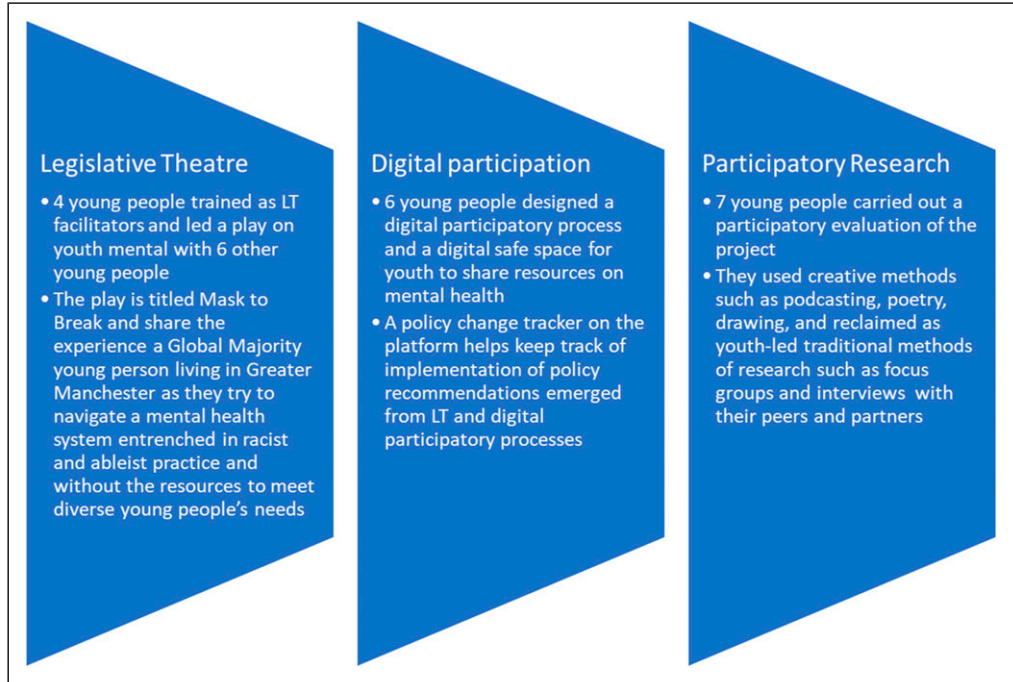 Legislative Theatre
• 4 young people trained as LT
facilitators and led a play on
youth mental with 6 other
young people
• The play is titled Mask to
Break and share the
experience a Global Majority
young person living in Greater
Manchester as they try to
navigate a mental health
system entrenched in racist
and ableist practice and
without the resources to meet
diverse young people's needs
Digital participation
• 6 young people designed a
digital participatory process
and a digital safe space for
youth to share resources on
mental health
• A policy change tracker on the
platform helps keep track of
implementation of policy
recommendations emerged
from LT and digital
participatory processes
Participatory Research
• 7 young people carried out a
participatory evaluation of the
project
• They used creative methods
such as podcasting, poetry,
drawing, and reclaimed as
youth-led traditional methods
of research such as focus
groups and interviews with
their peers and partners